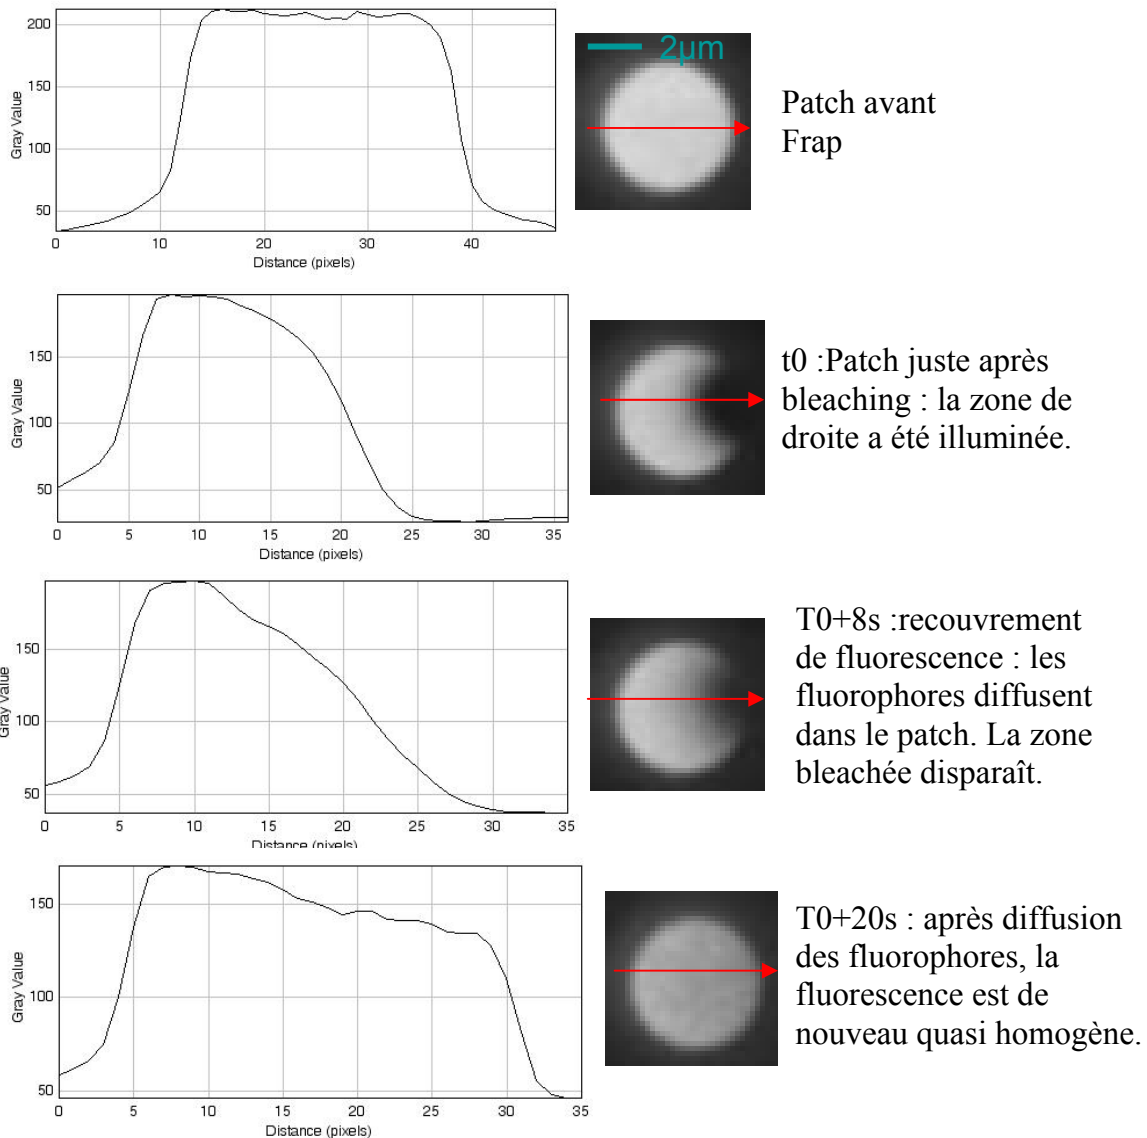 200
150
100
50
Gray Value
0 10 20 30 40
Distance (pixels)
2µm
Patch avant
Frap
150
100
50
Gray Value
0 5 10 15 20 25 30 35
Distance (pixels)
t0 :Patch juste après
bleaching : la zone de
droite a été illuminée.
150
100
50
Gray Value
0 5 10 15 20 25 30 35
Distance (pixels)
T0+8s :recouvrement
de fluorescence : les
fluorophores diffusent
dans le patch. La zone
bleachée disparaît.
150
100
50
Gray Value
0 5 10 15 20 25 30 35
Distance (pixels)
T0+20s : après diffusion
des fluorophores, la
fluorescence est de
nouveau quasi homogène.